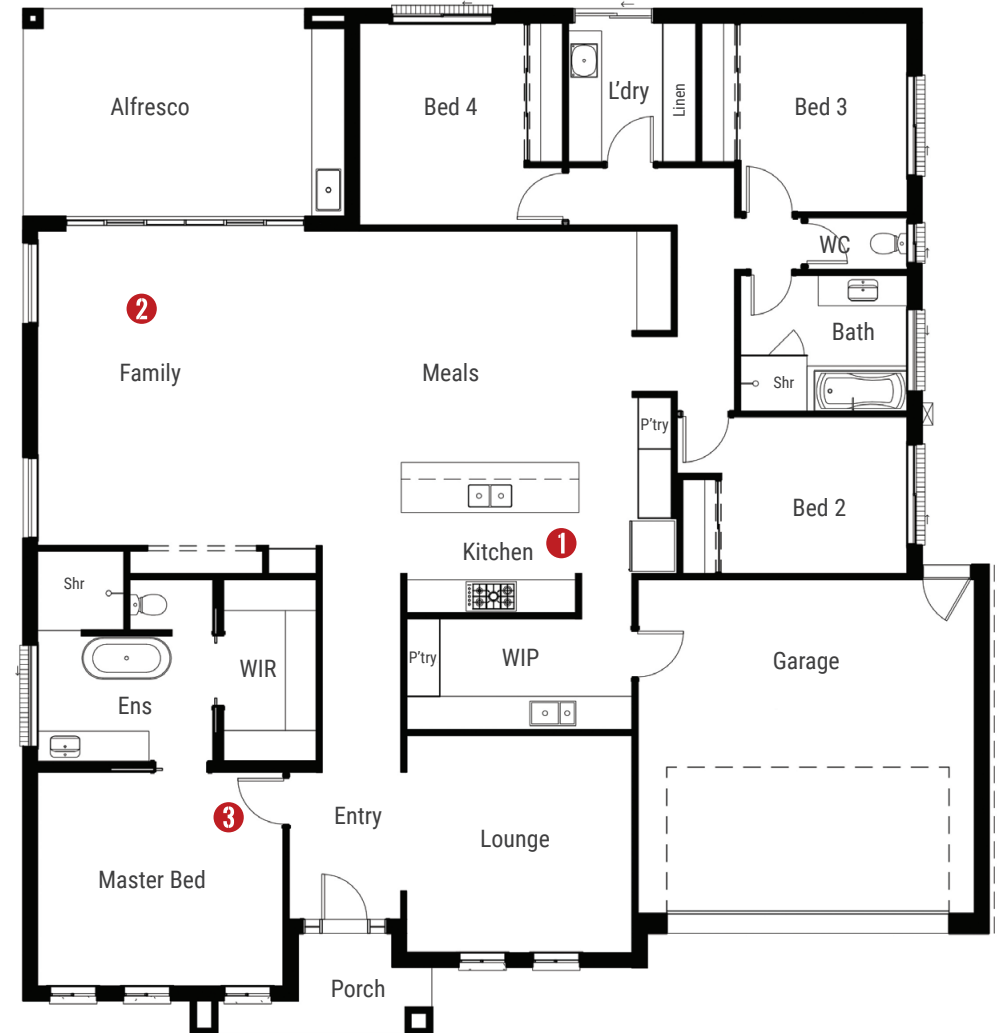 Alfresco
Bed 4
L'dry
Linen
Bed 3
WC
2
Family
Meals
Bath
Shr
P'try
Bed 2
Kitchen
1
Shr
WIR
P'try
WIP
Garage
Ens
3
Entry
Lounge
Master Bed
Porch